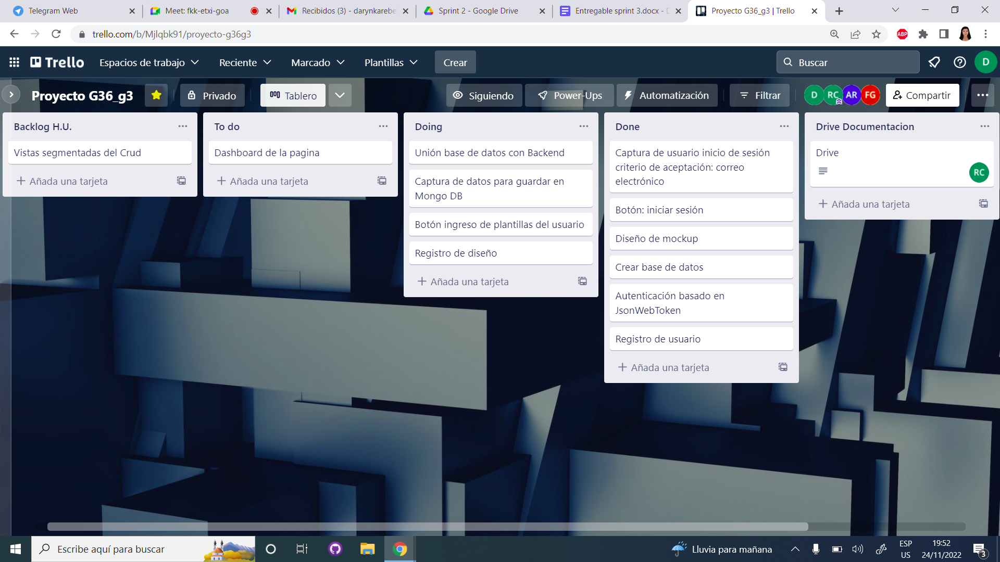 Telegram Web
Meet: fkk-etxi-goa
Recibidos (3) - darynkarebe
Sprint 2 - Google Drive
Entregable sprint 3.docx - D
Proyecto G36_g3 | Trello
trello.com/b/Mjlqbk91/proyecto-g36g3
ABP
Trello
Espacios de trabajo
Reciente
Marcado
Plantillas
Crear
Buscar
D
Proyecto G36_g3
Privado
Tablero
Siguiendo
Power-Ups
Automatización
Filtrar
D
RC
AR
FG
Compartir
Backlog H.U.
Vistas segmentadas del Crud
Añada una tarjeta
To do
Dashboard de la pagina
Añada una tarjeta
Doing
Unión base de datos con Backend
Captura de datos para guardar en
Mongo DB
Botón ingreso de plantillas del usuario
Registro de diseño
Añada una tarjeta
Done
Captura de usuario inicio de sesión
criterio de aceptación: correo
electrónico
Botón: iniciar sesión
Diseño de mockup
Crear base de datos
Autenticación basado en
JsonWebToken
Registro de usuario
Añada una tarjeta
Drive Documentacion
Drive
RC
Añada una tarjeta
Escribe aquí para buscar
Lluvia para mañana
ESP
US
19:52
24/11/2022
3